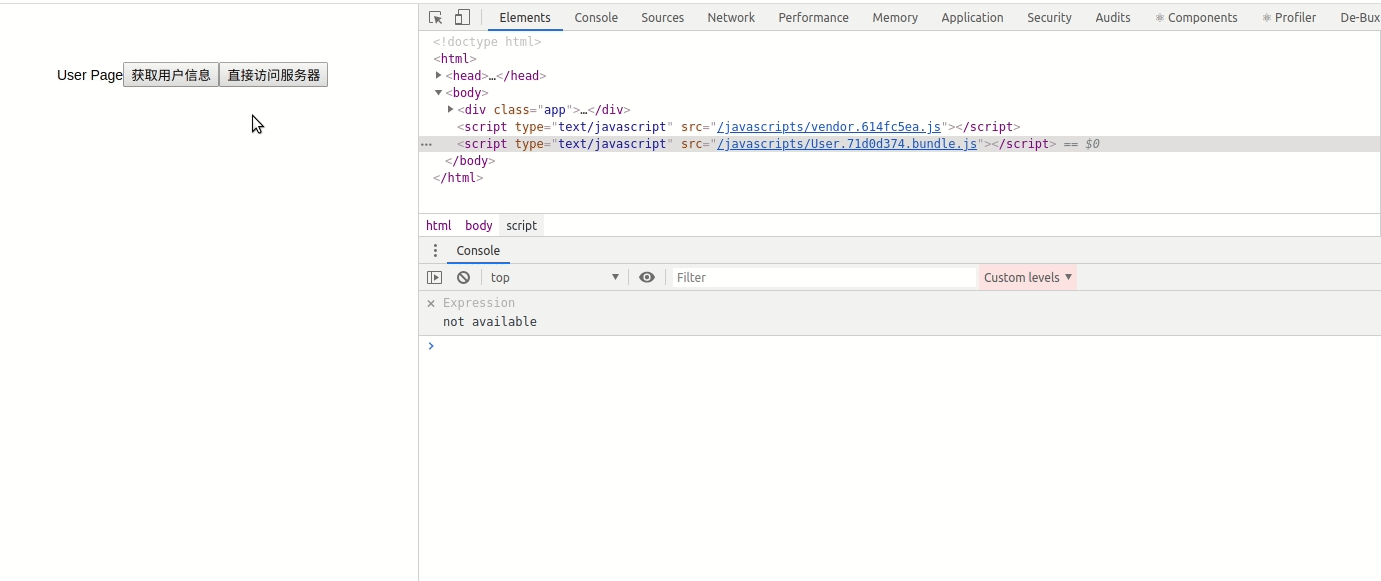 User Page 获取用户信息 直接访问服务器
Elements Console Sources Network Performance Memory Application Security Audits Components Profiler De-Bux
<!doctype html>
<html>
<head>…</head>
<body>
<div class="app">…</div>
<script type="text/javascript" src="/javascripts/vendor.614fc5ea.js"></script>
<script type="text/javascript" src="/javascripts/User.71d0d374.bundle.js"></script> == $0
</body>
</html>
html body script
Console
top Filter Custom levels
Expression
not available